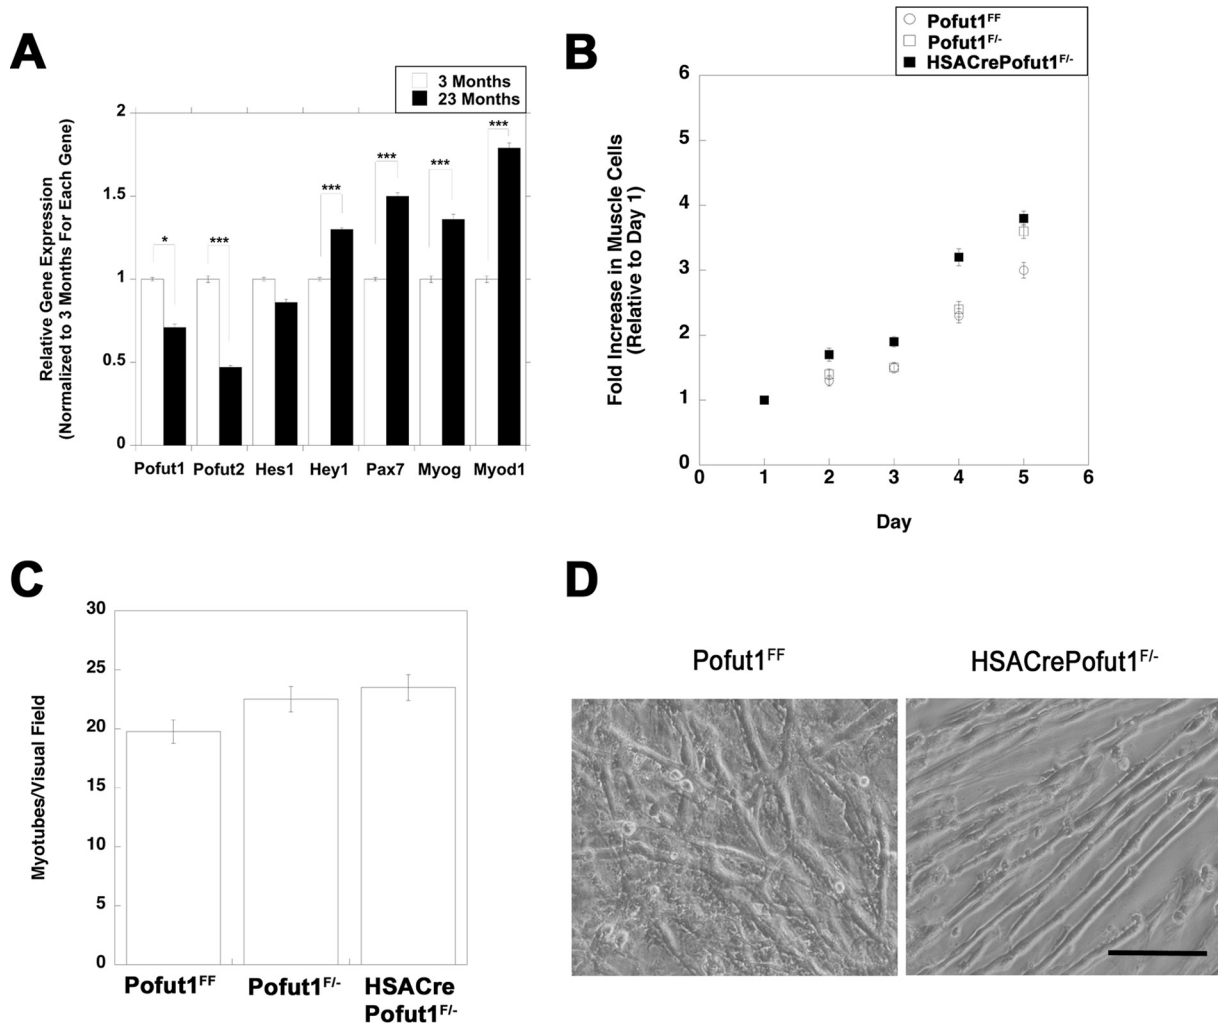 A
3 Months
23 Months
Relative Gene Expression
(Normalized to 3 Months For Each Gene)
2
1.5
1
0.5
0
*
***
***
***
***
***
Pofut1 Pofut2 Hes1 Hey1 Pax7 Myog Myod1
B
Pofut1FF
Pofut1F/-
HSACrePofut1F/-
Fold Increase in Muscle Cells
(Relative to Day 1)
6
5
4
3
2
1
0
0 1 2 3 4 5 6
Day
C
Myotubes/Visual Field
30
25
20
15
10
5
0
Pofut1FF
Pofut1F/-
HSACre
Pofut1F/-
D
Pofut1FF
HSACrePofut1F/-